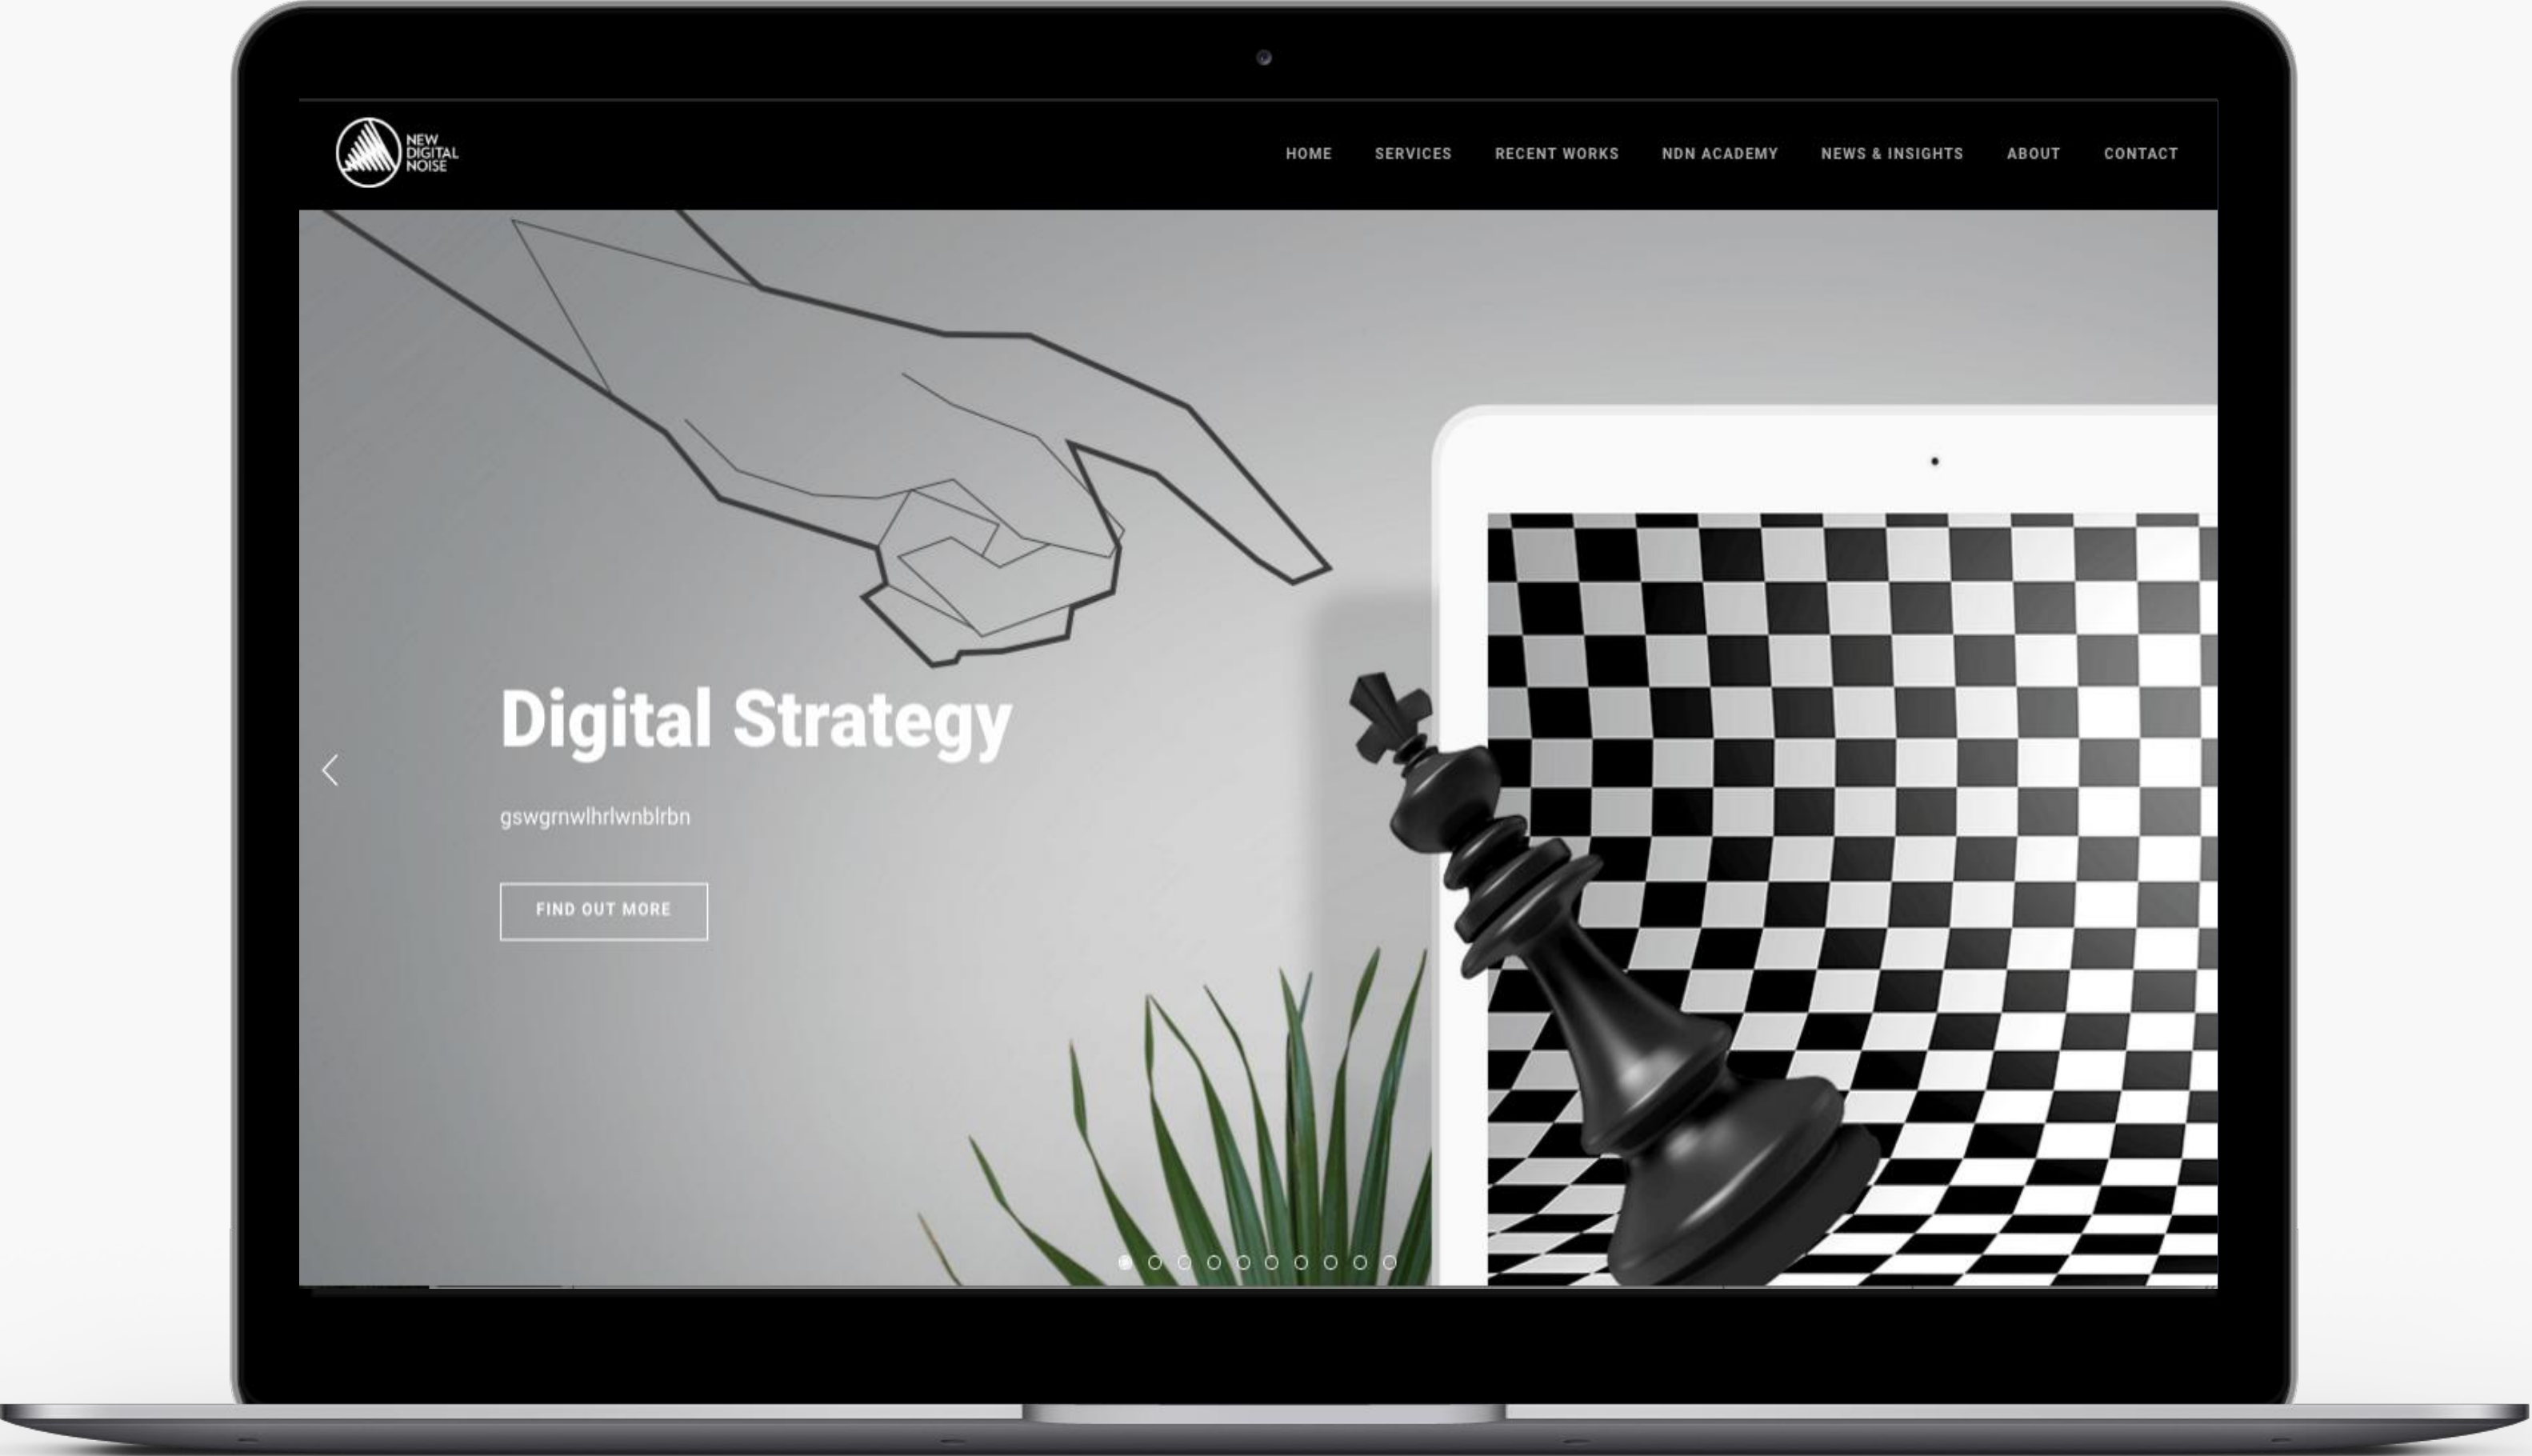 NEW
DIGITAL
NOISE
HOME SERVICES RECENT WORKS NDN ACADEMY NEWS & INSIGHTS ABOUT CONTACT
Digital Strategy
gswgrnwlhrlwnblrbn
FIND OUT MORE